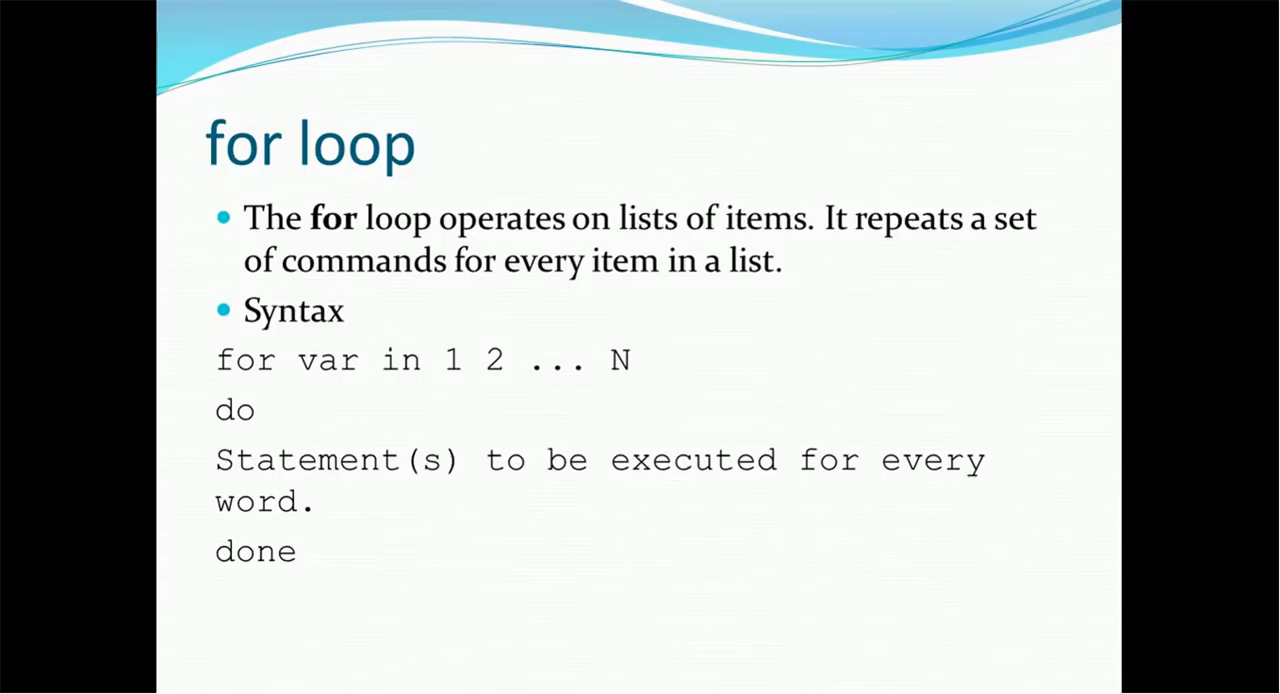 for loop
The for loop operates on lists of items. It repeats a set
of commands for every item in a list.
Syntax
for var in 1 2 ... N
do
Statement(s) to be executed for every
word.
done